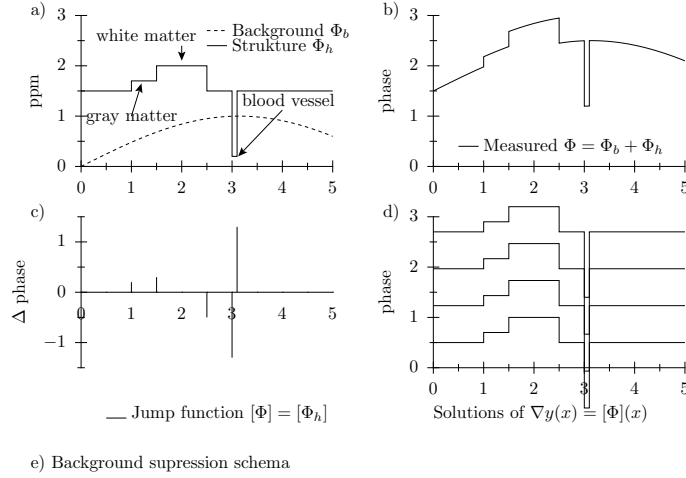 a)
3
2
1
0
ppm
white matter
gray matter
blood vessel
Background Φ_b
Strukture Φ_h
0 1 2 3 4 5
b)
3
2
1
0
phase
Measured Φ = Φ_b + Φ_h
0 1 2 3 4 5
c)
1
0
−1
Δ phase
0 1 2 3 4 5
Jump function [Φ] = [Φ_h]
d)
3
2
1
0
phase
0 1 2 3 4 5
Solutions of ∇y(x) = [Φ](x)
e) Background supression schema